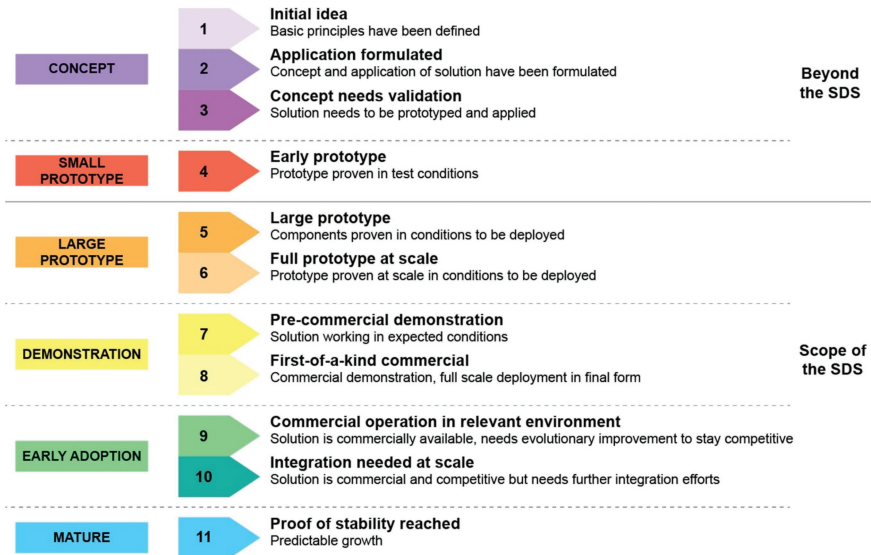 CONCEPT
1
Initial idea
Basic principles have been defined
2
Application formulated
Concept and application of solution have been formulated
3
Concept needs validation
Solution needs to be prototyped and applied
Beyond
the SDS
SMALL
PROTOTYPE
4
Early prototype
Prototype proven in test conditions
LARGE
PROTOTYPE
5
Large prototype
Components proven in conditions to be deployed
6
Full prototype at scale
Prototype proven at scale in conditions to be deployed
DEMONSTRATION
7
Pre-commercial demonstration
Solution working in expected conditions
8
First-of-a-kind commercial
Commercial demonstration, full scale deployment in final form
Scope of
the SDS
EARLY ADOPTION
9
Commercial operation in relevant environment
Solution is commercially available, needs evolutionary improvement to stay competitive
10
Integration needed at scale
Solution is commercial and competitive but needs further integration efforts
MATURE
11
Proof of stability reached
Predictable growth